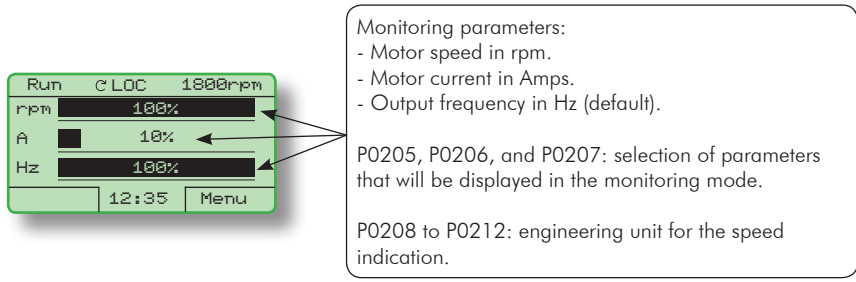 Run ↻LOC 1800rpm
rpm 100%
A 10%
Hz 100%
12:35 Menu
Monitoring parameters:
- Motor speed in rpm.
- Motor current in Amps.
- Output frequency in Hz (default).
P0205, P0206, and P0207: selection of parameters
that will be displayed in the monitoring mode.
P0208 to P0212: engineering unit for the speed
indication.